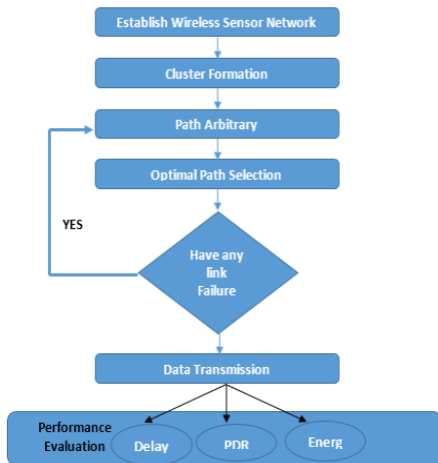 Establish Wireless Sensor Network
Cluster Formation
Path Arbitrary
Optimal Path Selection
YES
Have any
link
Failure
Data Transmission
Performance
Evaluation
Delay
PDR
Energ